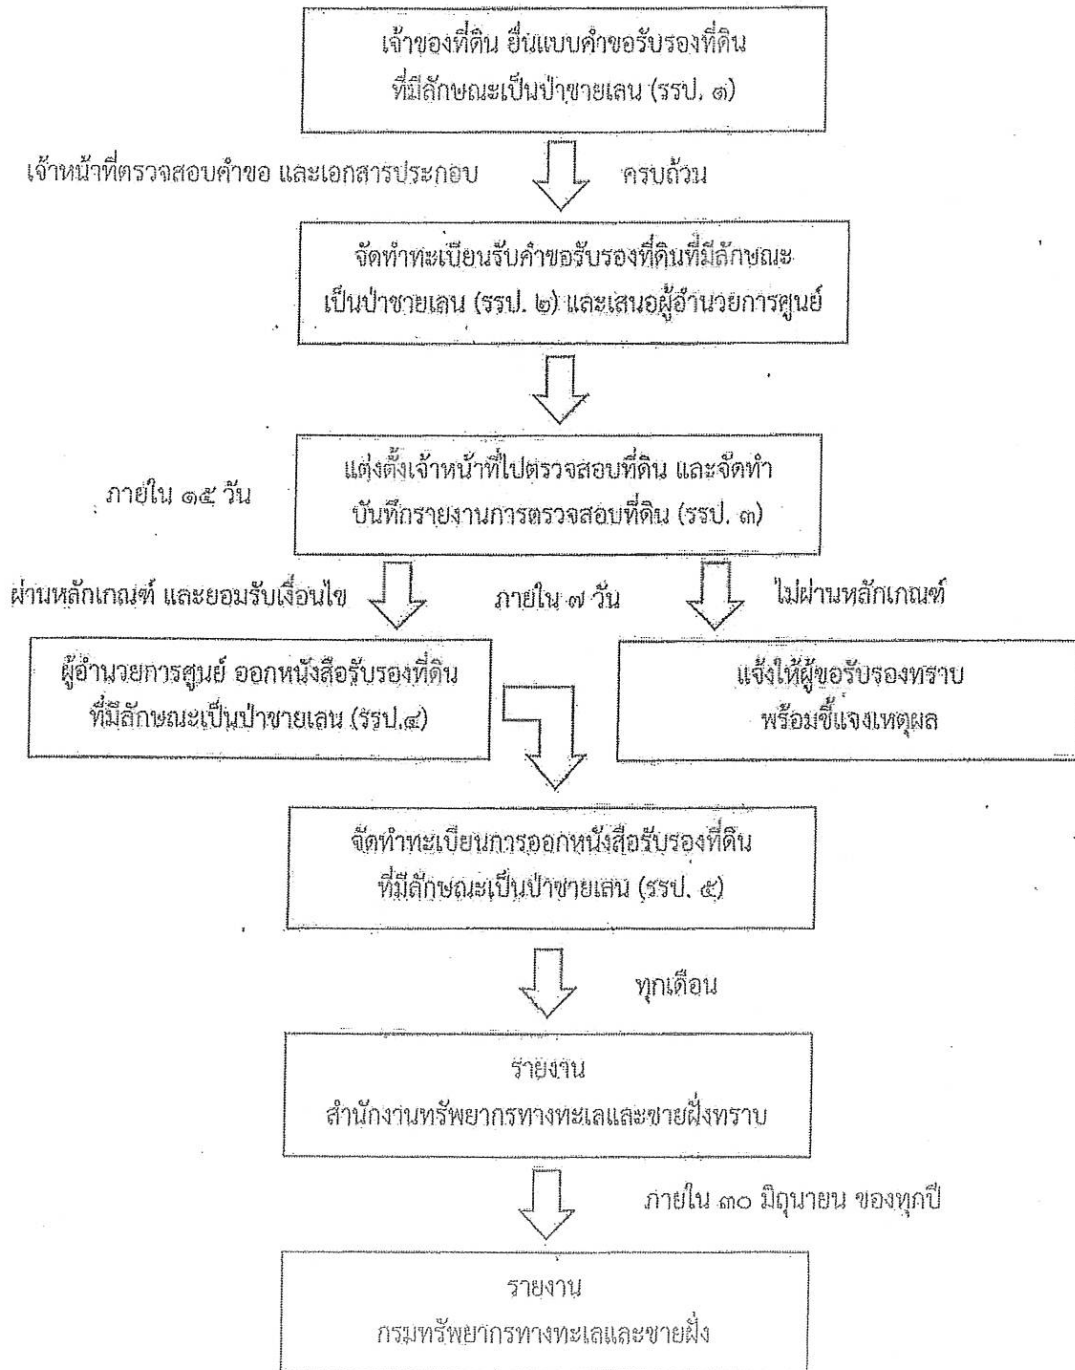 เจ้าของที่ดิน ยื่นแบบคำขอรับรองที่ดิน
ที่มีลักษณะเป็นป่าชายเลน (รรป. ๑)
เจ้าหน้าที่ตรวจสอบคำขอ และเอกสารประกอบ
ครบถ้วน
จัดทำทะเบียนรับคำขอรับรองที่ดินที่มีลักษณะ
เป็นป่าชายเลน (รรป. ๒) และเสนอผู้อำนวยการศูนย์
ภายใน ๑๕ วัน
แต่งตั้งเจ้าหน้าที่ไปตรวจสอบที่ดิน และจัดทำ
บันทึกรายงานการตรวจสอบที่ดิน (รรป. ๓)
ผ่านหลักเกณฑ์ และยอมรับเงื่อนไข
ภายใน ๗ วัน
ไม่ผ่านหลักเกณฑ์
ผู้อำนวยการศูนย์ ออกหนังสือรับรองที่ดิน
ที่มีลักษณะเป็นป่าชายเลน (รรป.๔)
แจ้งให้ผู้ขอรับรองทราบ
พร้อมชี้แจงเหตุผล
จัดทำทะเบียนการออกหนังสือรับรองที่ดิน
ที่มีลักษณะเป็นป่าชายเลน (รรป. ๕)
ทุกเดือน
รายงาน
สำนักงานทรัพยากรทางทะเลและชายฝั่งทราบ
ภายใน ๓๐ มิถุนายน ของทุกปี
รายงาน
กรมทรัพยากรทางทะเลและชายฝั่ง